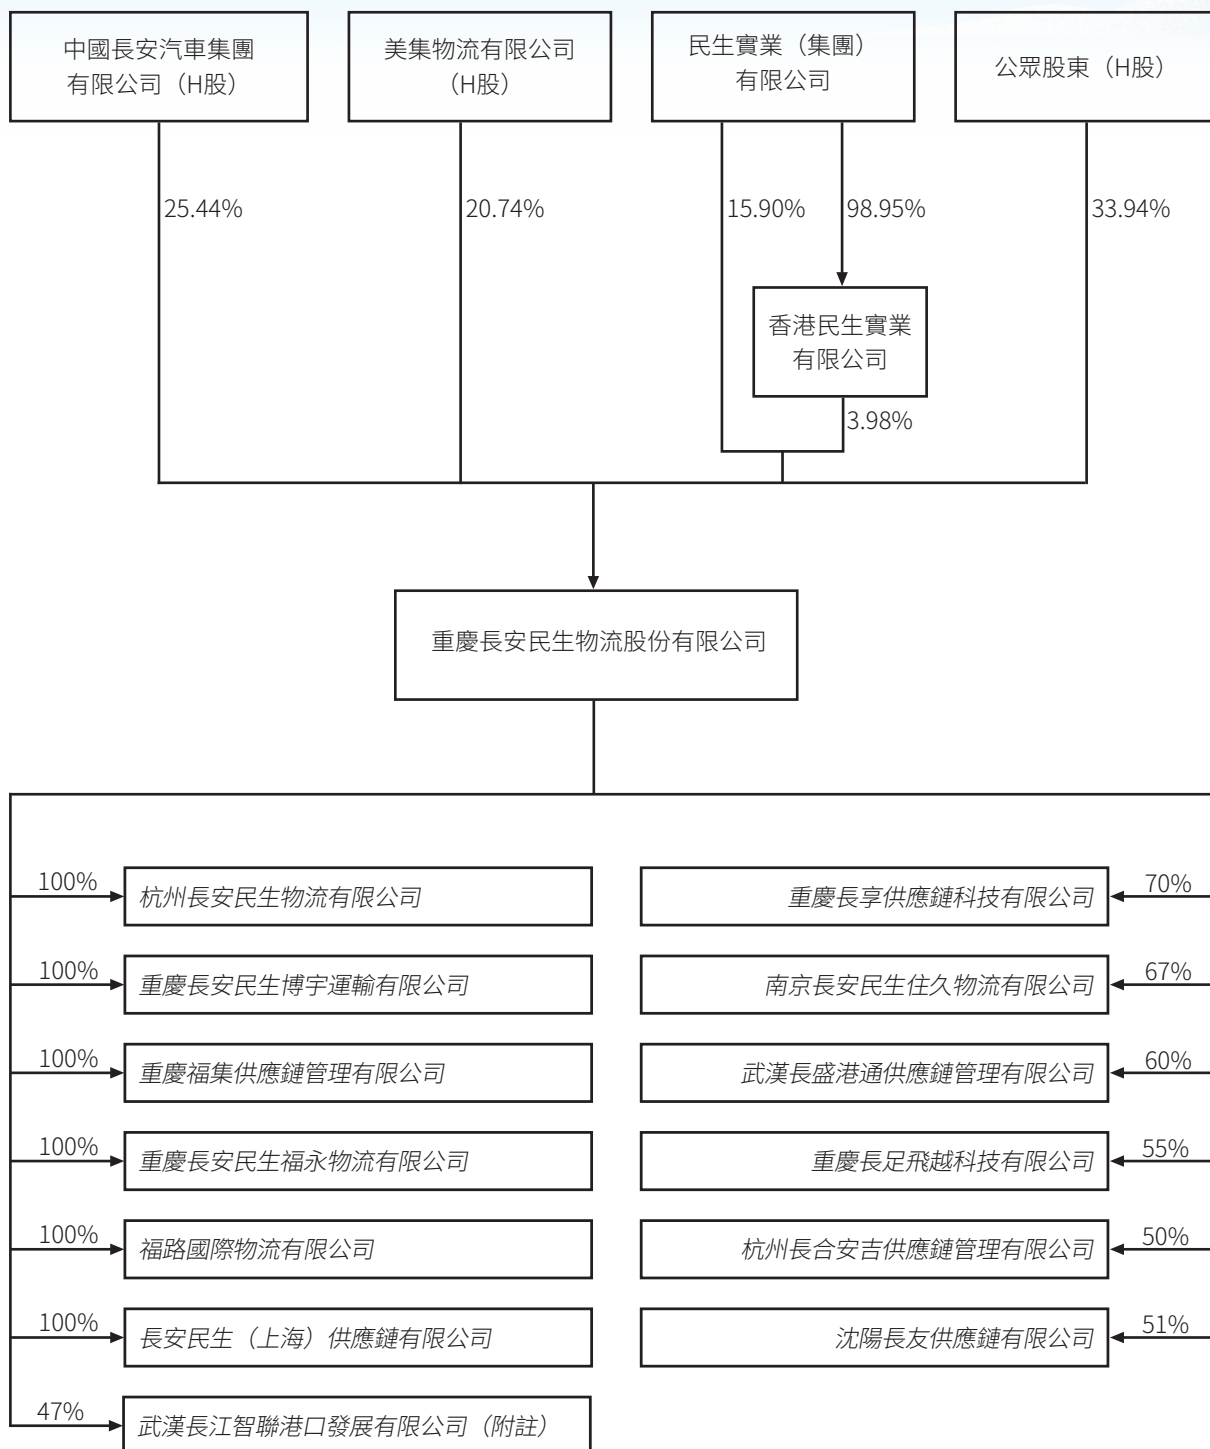 中國長安汽車集團
有限公司（H股）
美集物流有限公司
（H股）
民生實業（集團）
有限公司
公眾股東（H股）
25.44%
20.74%
15.90%
98.95%
33.94%
香港民生實業
有限公司
3.98%
重慶長安民生物流股份有限公司
100%
杭州長安民生物流有限公司
重慶長享供應鏈科技有限公司
70%
100%
重慶長安民生博宇運輸有限公司
南京長安民生住久物流有限公司
67%
100%
重慶福集供應鏈管理有限公司
武漢長盛港通供應鏈管理有限公司
60%
100%
重慶長安民生福永物流有限公司
重慶長足飛越科技有限公司
55%
100%
福路國際物流有限公司
杭州長合安吉供應鏈管理有限公司
50%
100%
長安民生（上海）供應鏈有限公司
沈陽長友供應鏈有限公司
51%
47%
武漢長江智聯港口發展有限公司（附註）